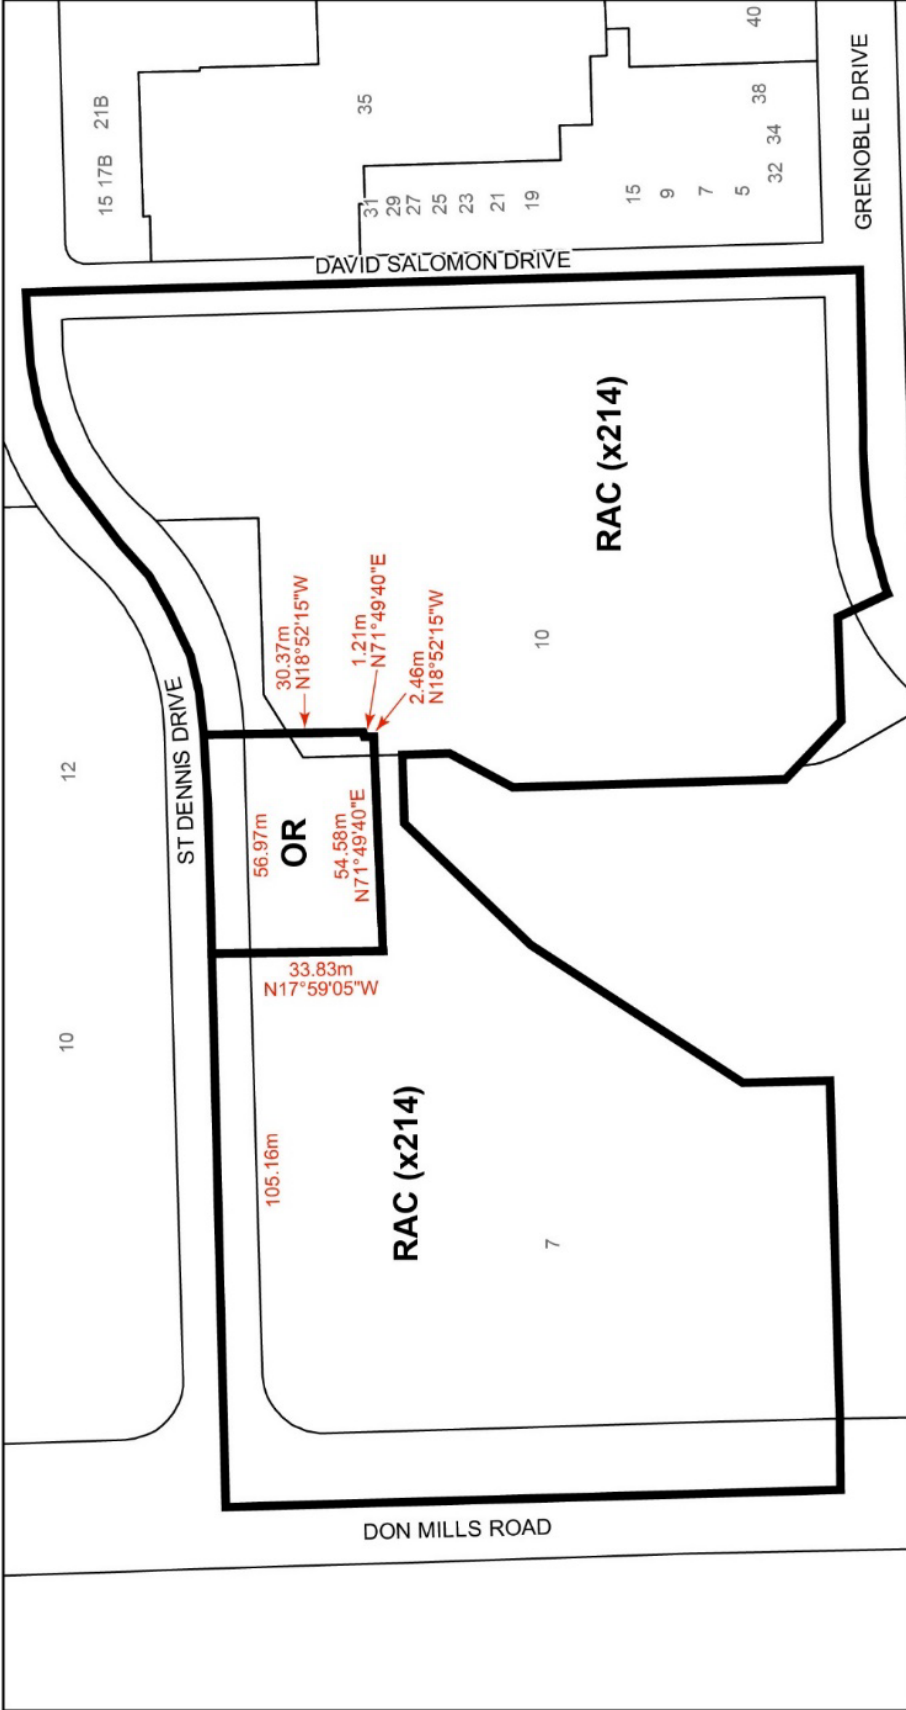 40
38
34
32
GRENOBLE DRIVE
21B
17B
15
35
31
29
27
25
23
21
19
15
9
7
5
DAVID SALOMON DRIVE
RAC (x214)
10
30.37m
N18°52'15"W
1.21m
N71°49'40"E
2.46m
N18°52'15"W
ST DENNIS DRIVE
12
56.97m
OR
54.58m
N71°49'40"E
33.83m
N17°59'05"W
10
105.16m
RAC (x214)
7
DON MILLS ROAD